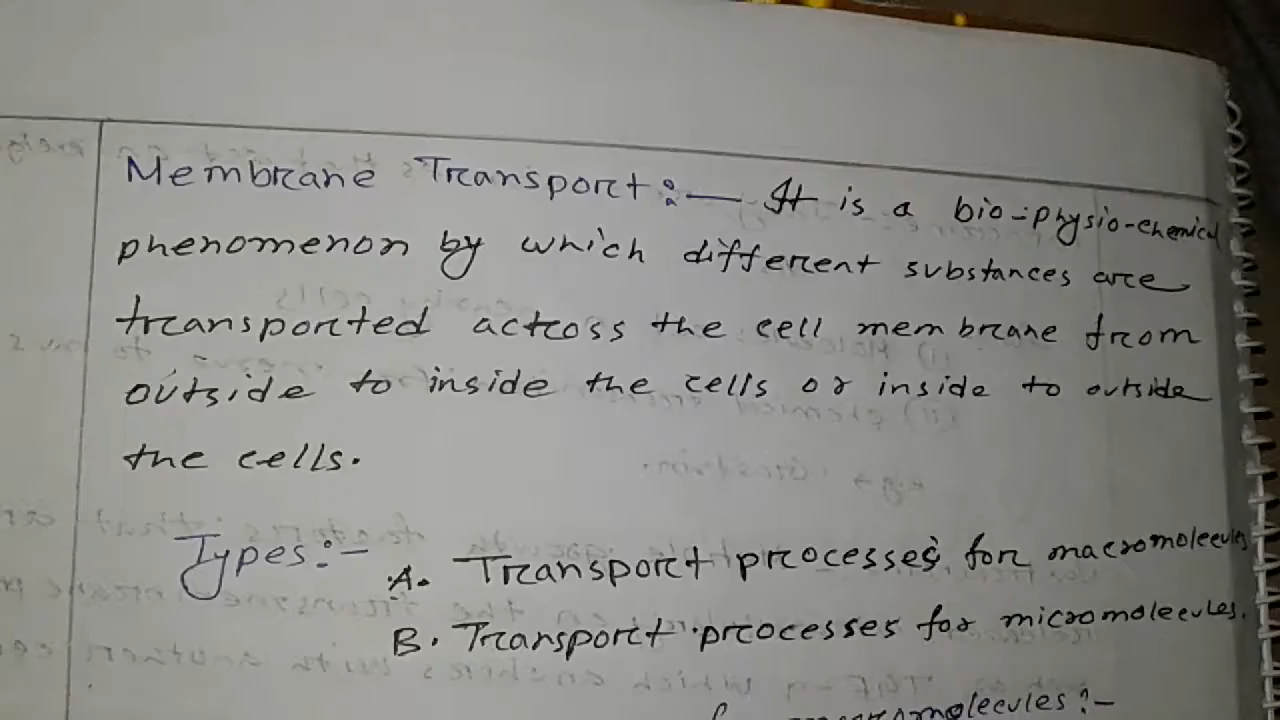 Membrane Transport :— It is a bio-physio-chemical
phenomenon by which different substances are
transported across the cell membrane from
outside to inside the cells or inside to outside
the cells.
Types :-
A. Transport processes for macromolecules
B. Transport processes for micromolecules.
macromolecules :-